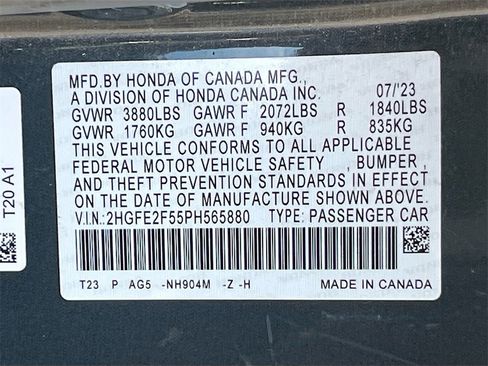 MFD.BY HONDA OF CANADA MFG.,
A DIVISION OF HONDA CANADA INC. 07/'23
GVWR 3880LBS GAWR F 2072LBS R 1840LBS
GVWR 1760KG GAWR F 940KG R 835KG
THIS VEHICLE CONFORMS TO ALL APPLICABLE
FEDERAL MOTOR VEHICLE SAFETY , BUMPER ,
AND THEFT PREVENTION STANDARDS IN EFFECT
ON THE DATE OF MANUFACTURE SHOWN ABOVE.
V.I.N: 2HGFE2F55PH565880 TYPE: PASSENGER CAR
T23 P AG5 -NH904M -Z -H MADE IN CANADA
T20 A1